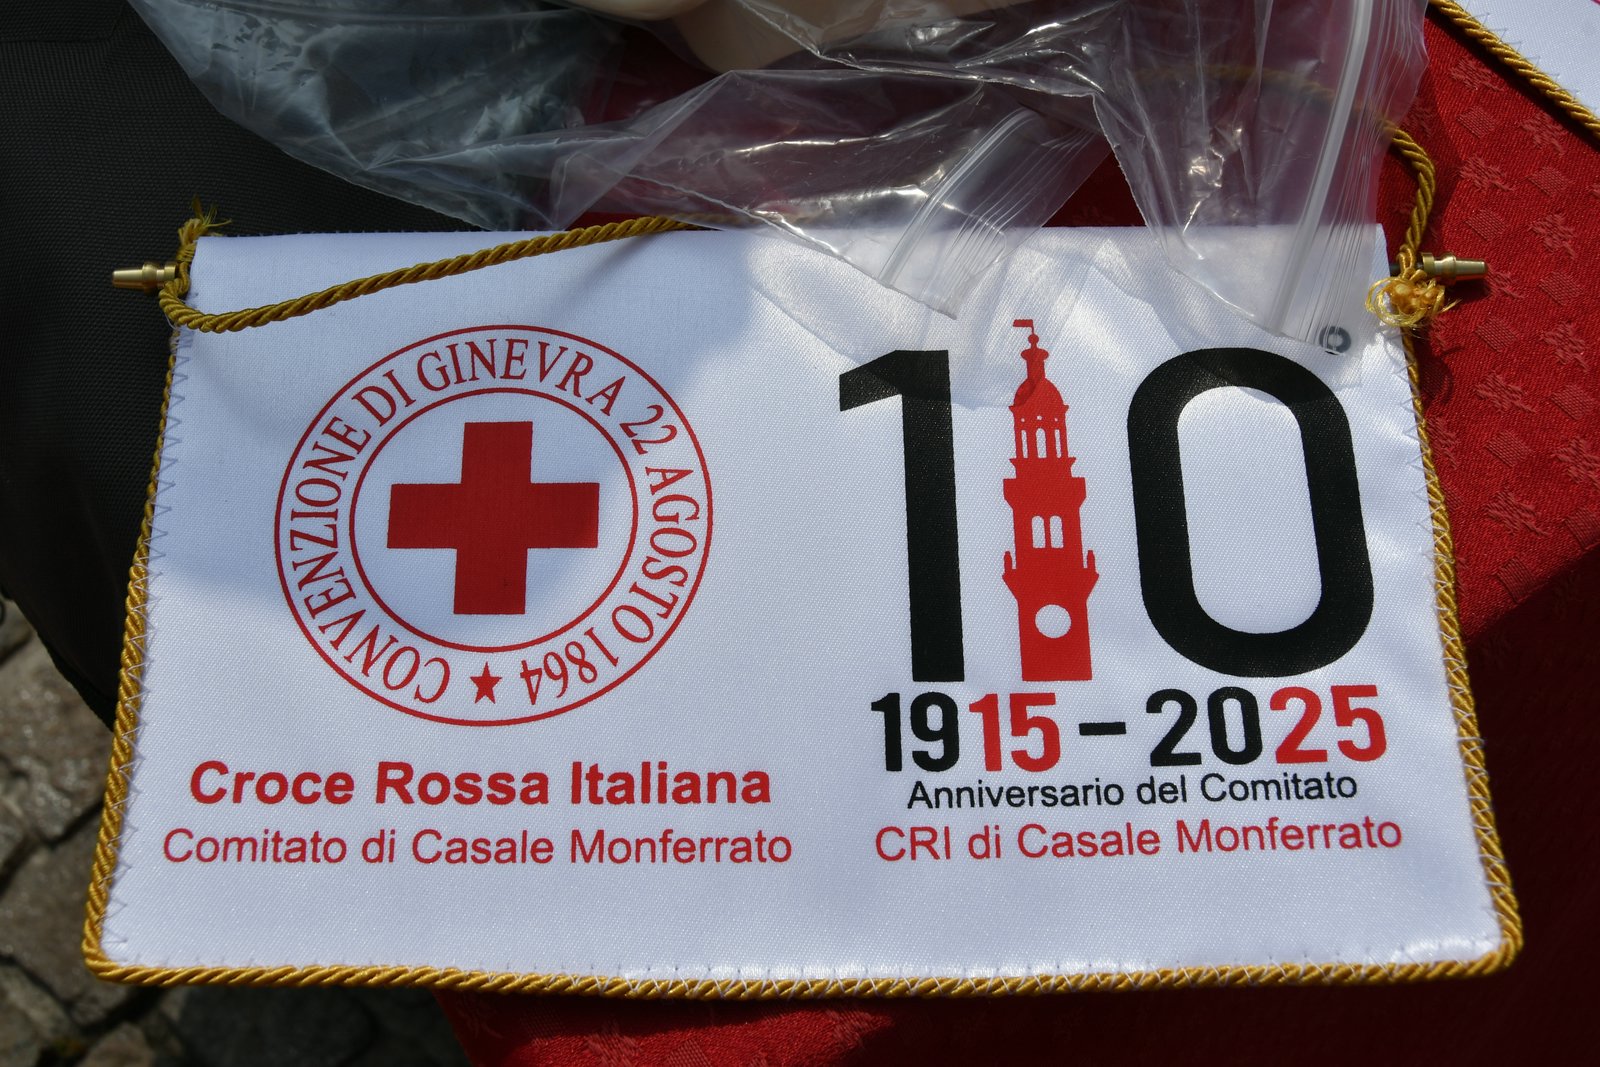 CONVENZIONE DI GINEVRA 22 AGOSTO 1864
Croce Rossa Italiana
Comitato di Casale Monferrato
110
1915-2025
Anniversario del Comitato
CRI di Casale Monferrato